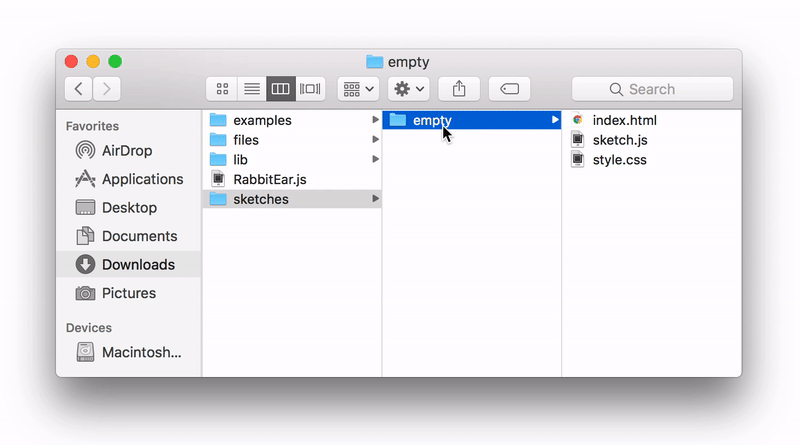 empty
Search
Favorites
AirDrop
Applications
Desktop
Documents
Downloads
Pictures
Devices
Macintosh...
examples
files
lib
RabbitEar.js
sketches
empty
index.html
sketch.js
style.css